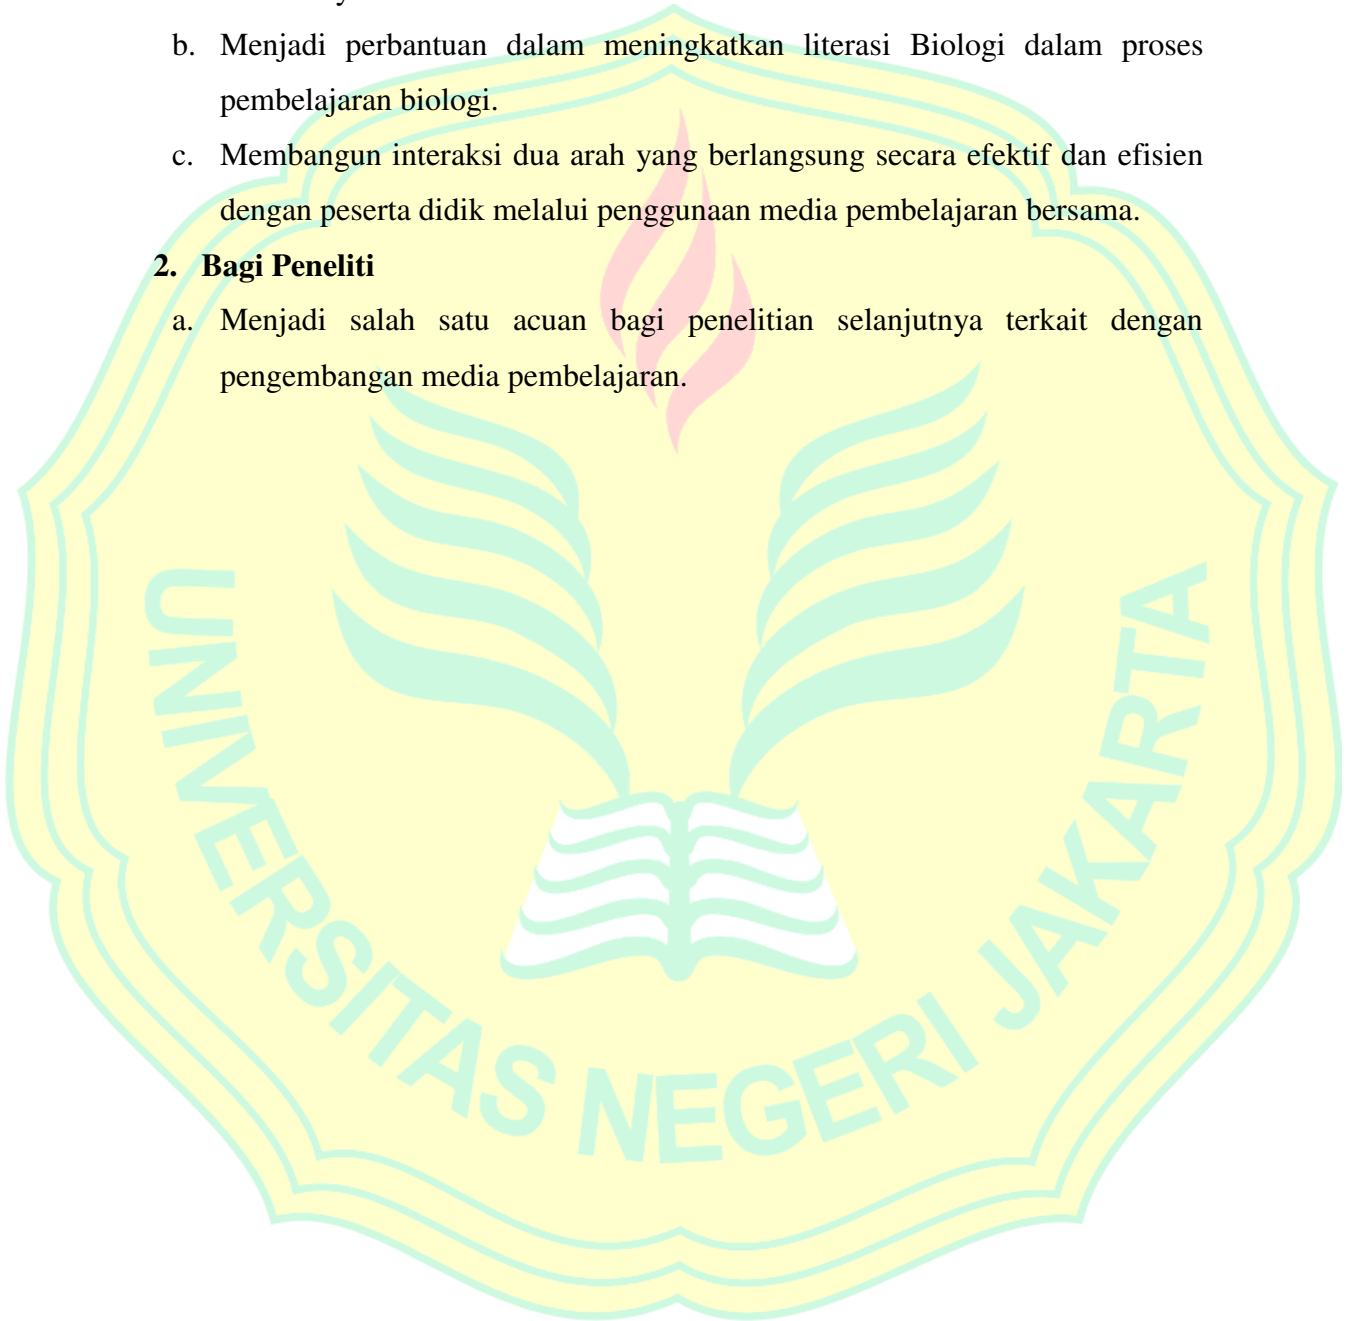 b. Menjadi perbantuan dalam meningkatkan literasi Biologi dalam proses
pembelajaran biologi.
c. Membangun interaksi dua arah yang berlangsung secara efektif dan efisien
dengan peserta didik melalui penggunaan media pembelajaran bersama.
2. Bagi Peneliti
a. Menjadi salah satu acuan bagi penelitian selanjutnya terkait dengan
pengembangan media pembelajaran.
UNIVERSITAS NEGERI JAKARTA